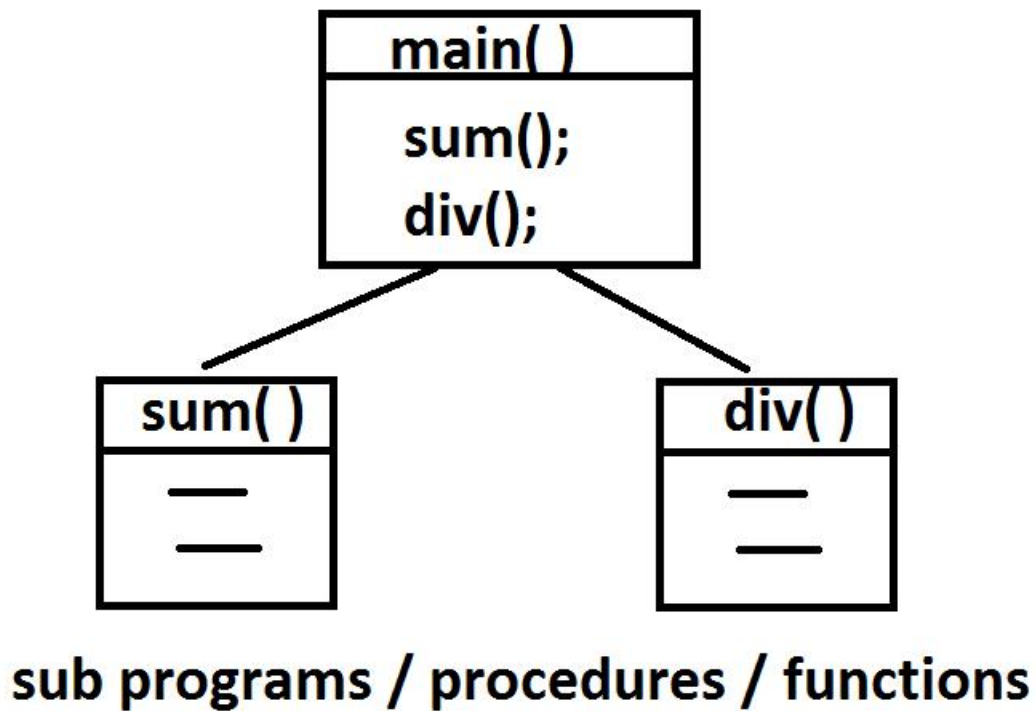 main( )
sum();
div();
sum( )
div( )
sub programs / procedures / functions